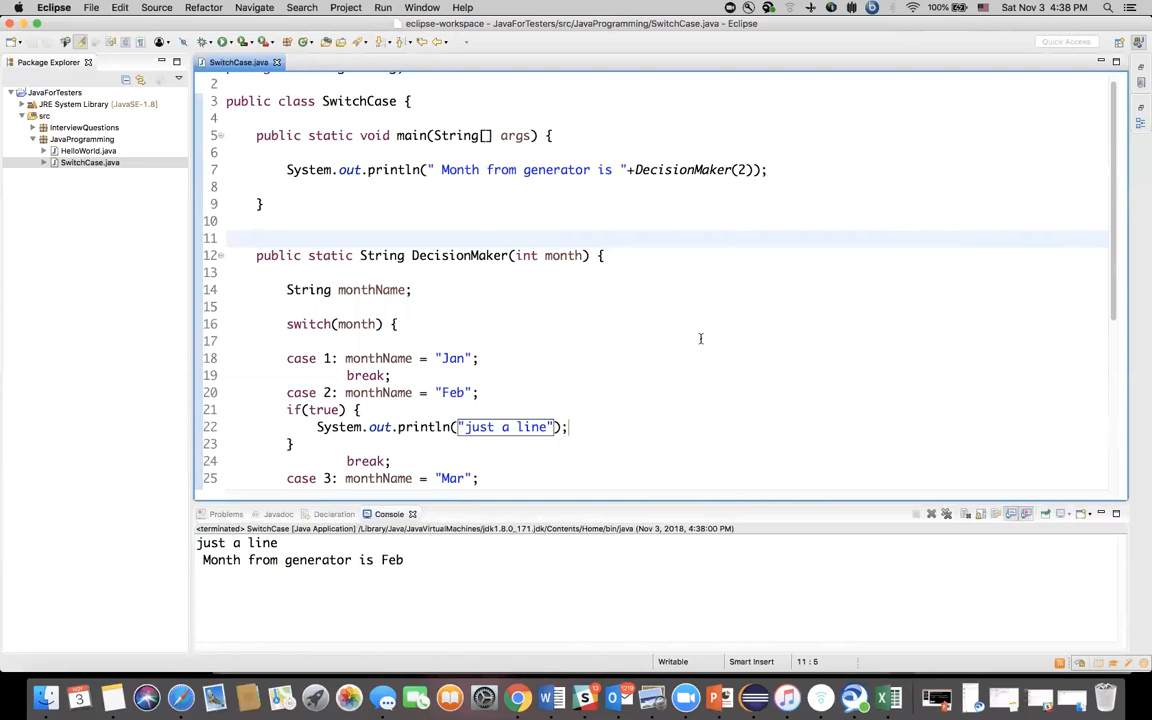 Eclipse File Edit Source Refactor Navigate Search Project Run Window Help 100% Sat Nov 3 4:38 PM
eclipse-workspace - JavaForTesters/src/JavaProgramming/SwitchCase.java - Eclipse
Quick Access
Package Explorer
SwitchCase.java
JavaForTesters
JRE System Library [JavaSE-1.8]
src
InterviewQuestions
JavaProgramming
HelloWorld.java
SwitchCase.java
2
3 public class SwitchCase {
4
5 public static void main(String[] args) {
6
7 System.out.println(" Month from generator is "+DecisionMaker(2));
8
9 }
10
11
12 public static String DecisionMaker(int month) {
13
14 String monthName;
15
16 switch(month) {
17
18 case 1: monthName = "Jan";
19 break;
20 case 2: monthName = "Feb";
21 if(true) {
22 System.out.println("just a line");
23 }
24 break;
25 case 3: monthName = "Mar";
Problems Javadoc Declaration Console
<terminated> SwitchCase [Java Application] /Library/Java/JavaVirtualMachines/jdk1.8.0_171.jdk/Contents/Home/bin/java (Nov 3, 2018, 4:38:00 PM)
just a line
Month from generator is Feb
Writable Smart Insert 11 : 5